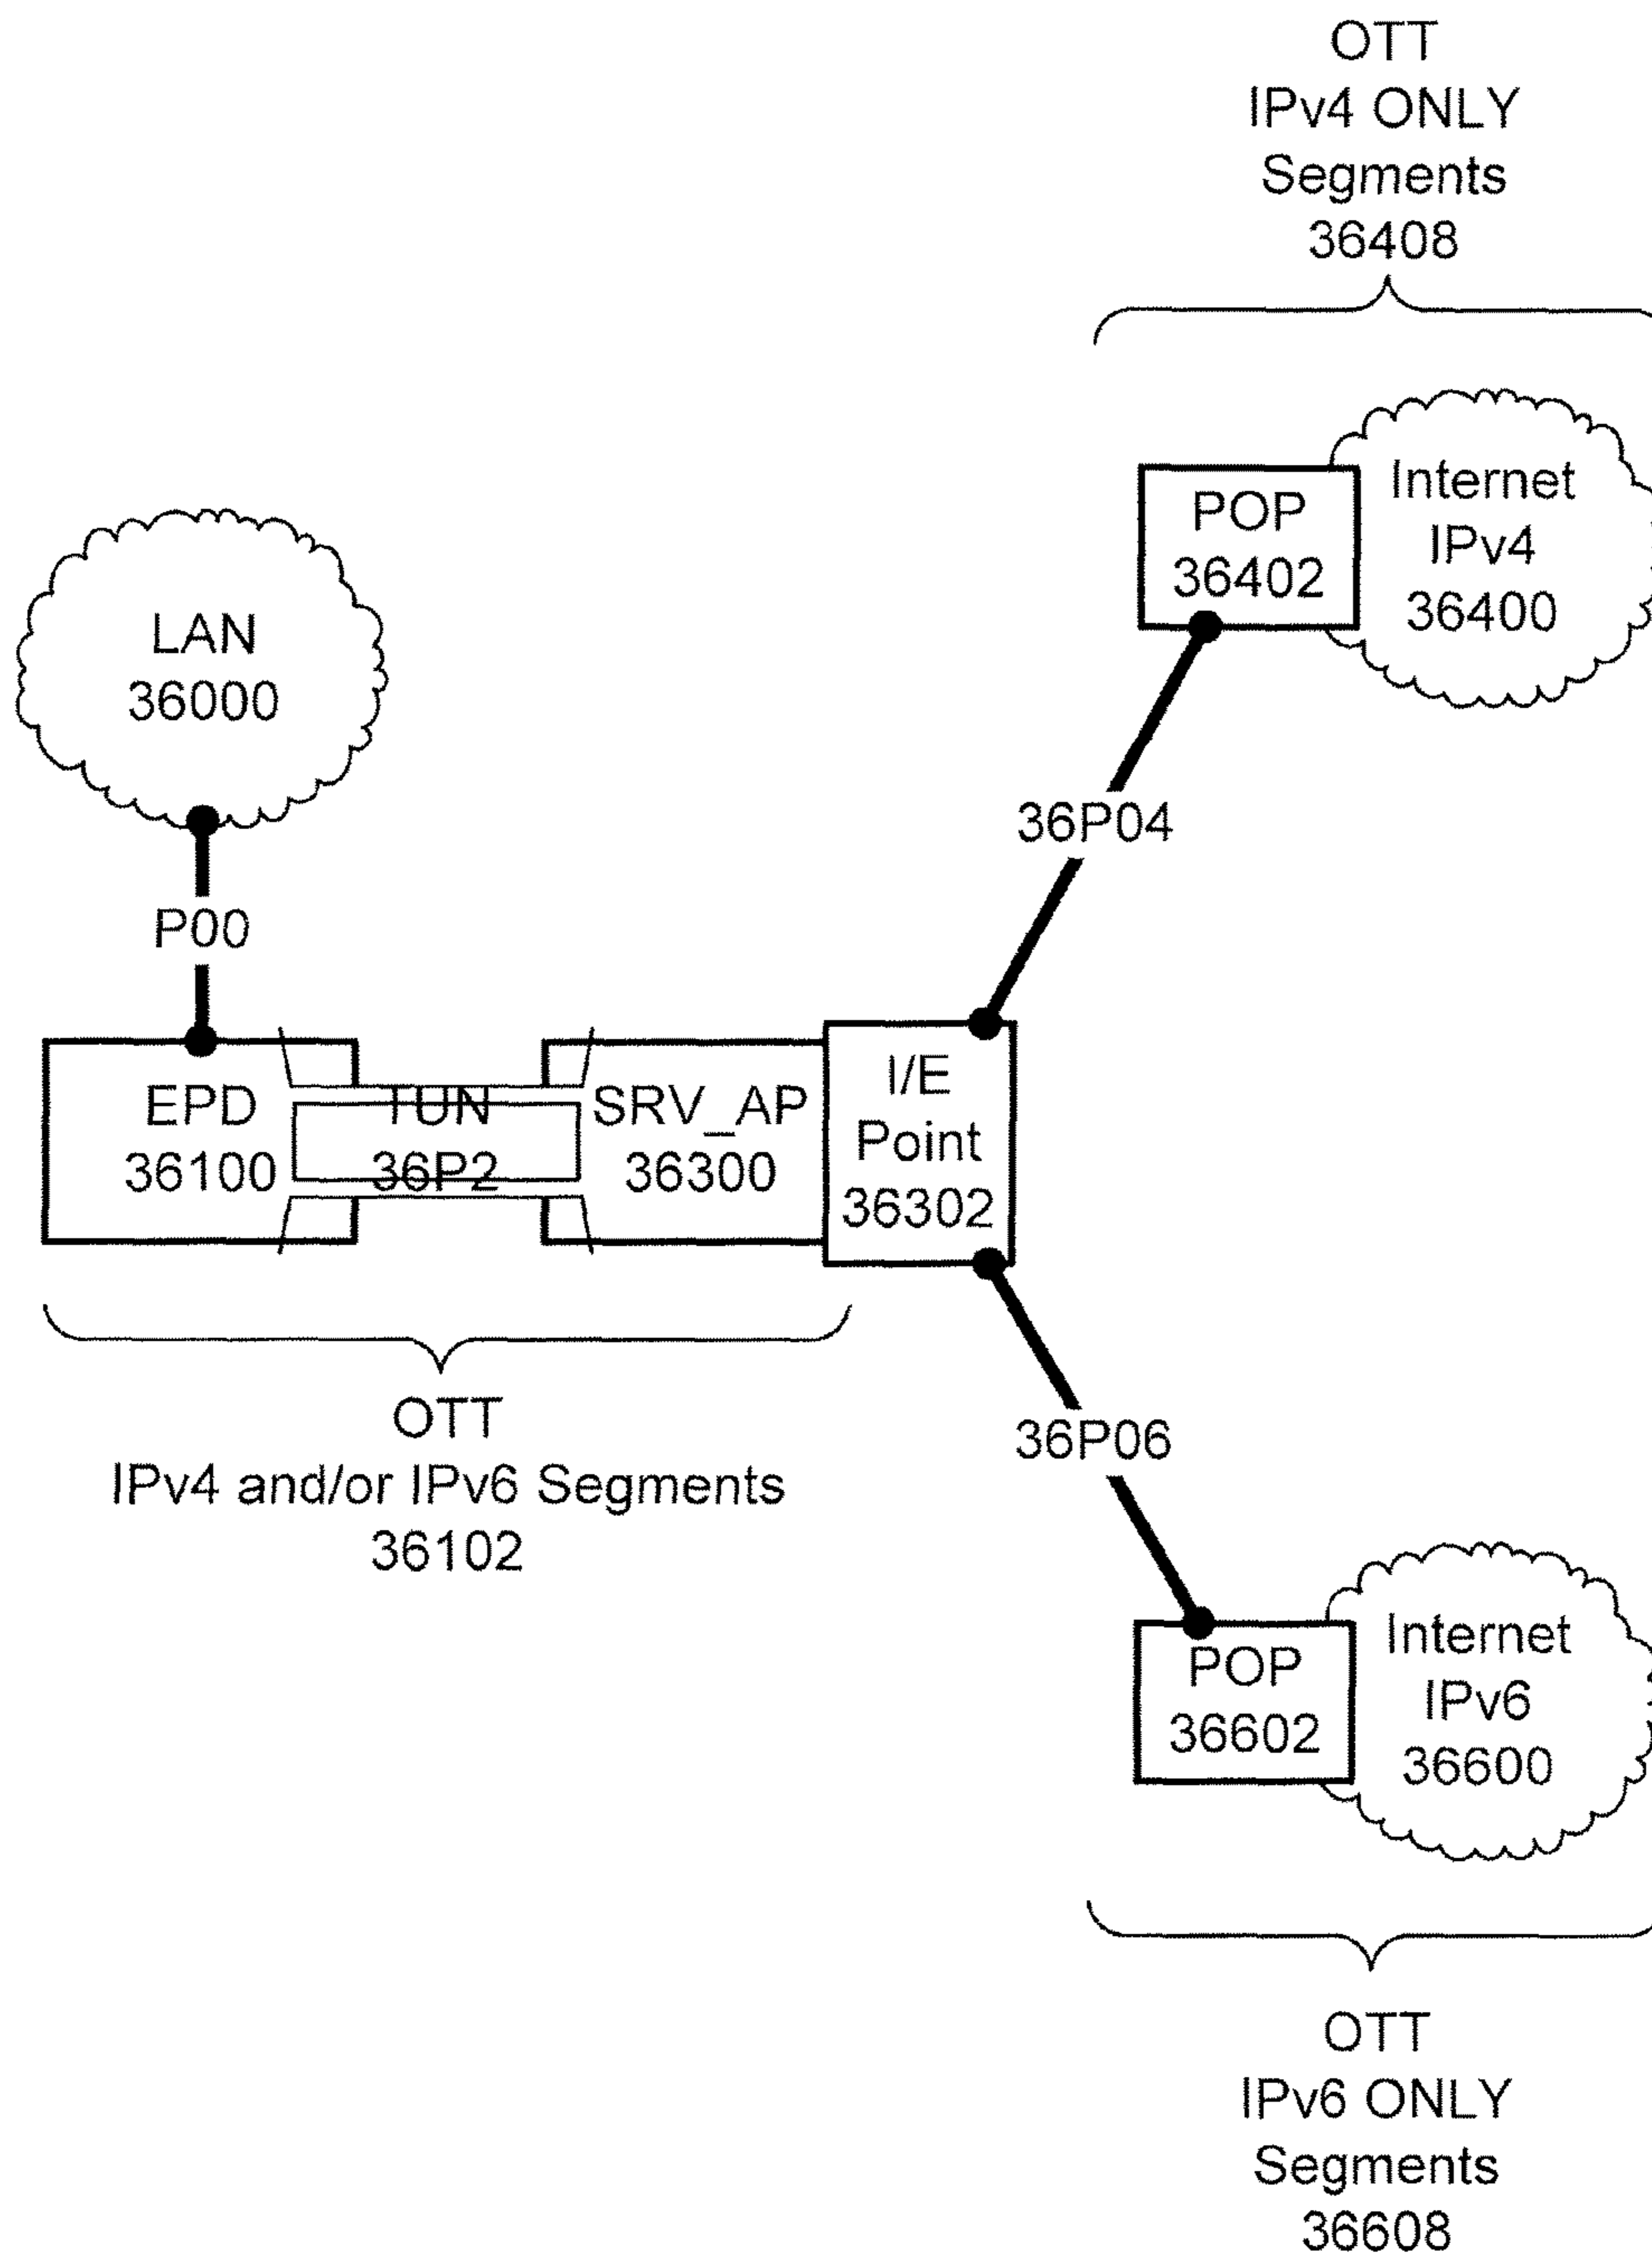 OTT
IPv4 ONLY
Segments
36408
Internet
IPv4
36400
POP
36402
LAN
36000
36P04
P00
EPD
36100
TUN
36P2
SRV_AP
36300
I/E
Point
36302
OTT
IPv4 and/or IPv6 Segments
36102
36P06
POP
36602
Internet
IPv6
36600
OTT
IPv6 ONLY
Segments
36608